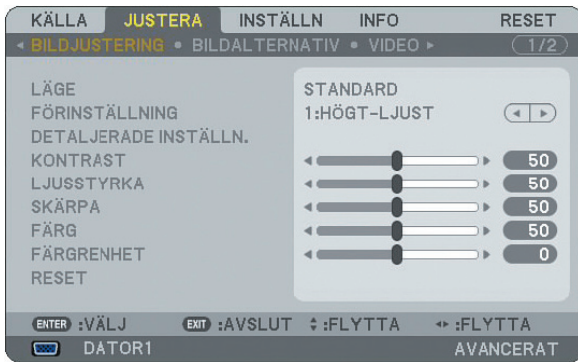 KÄLLA JUSTERA INSTÄLLN INFO RESET
BILDJUSTERING • BILDALTERNATIV • VIDEO 1/2
LÄGE STANDARD
FÖRINSTÄLLNING 1:HÖGT-LJUST
DETALJERADE INSTÄLLN.
KONTRAST 50
LJUSSTYRKA 50
SKÄRPA 50
FÄRG 50
FÄRGRENHET 0
RESET
ENTER :VÄLJ EXIT :AVSLUT :FLYTTA :FLYTTA
DATOR1 AVANCERAT